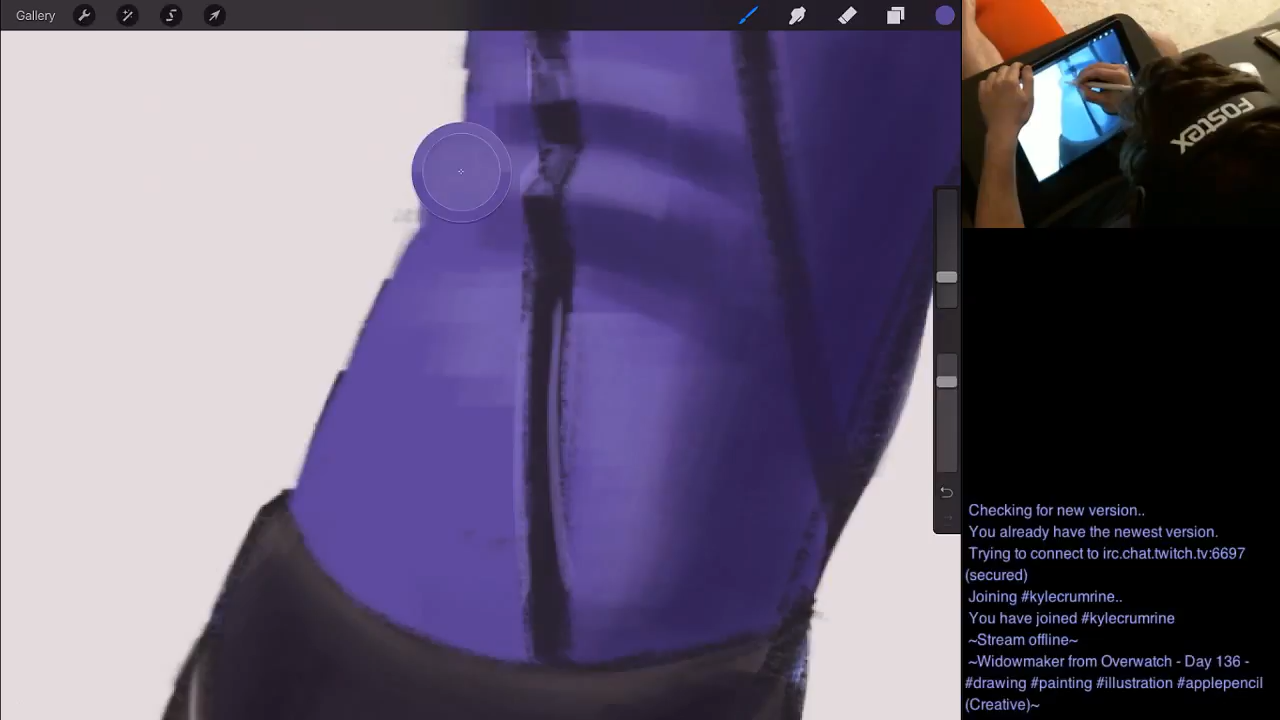 Gallery
FOSTEX
Checking for new version..
You already have the newest version.
Trying to connect to irc.chat.twitch.tv:6697
(secured)
Joining #kylecrumrine..
You have joined #kylecrumrine
~Stream offline~
~Widowmaker from Overwatch - Day 136 -
#drawing #painting #illustration #applepencil
(Creative)~